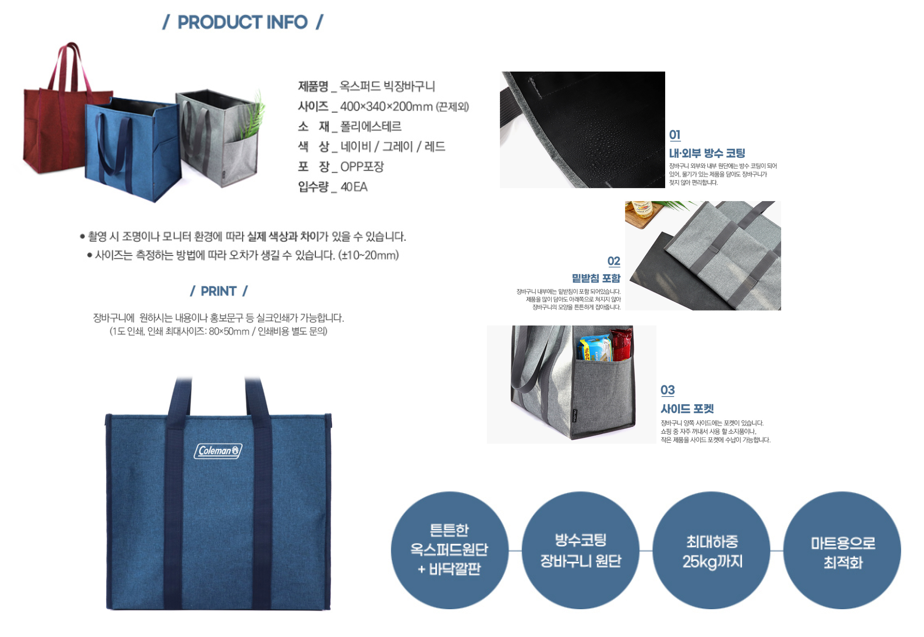 / PRODUCT INFO /
제품명 _ 옥스퍼드 빅장바구니
사이즈 _ 400×340×200mm (끈제외)
소 재 _ 폴리에스테르
색 상 _ 네이비 / 그레이 / 레드
포 장 _ OPP포장
입수량 _ 40EA
● 촬영 시 조명이나 모니터 환경에 따라 실제 색상과 차이가 있을 수 있습니다.
● 사이즈는 측정하는 방법에 따라 오차가 생길 수 있습니다. (±10~20mm)
/ PRINT /
장바구니에 원하시는 내용이나 홍보문구 등 실크인쇄가 가능합니다.
(1도 인쇄, 인쇄 최대사이즈: 80×50mm / 인쇄비용 별도 문의)
Coleman
01
내·외부 방수 코팅
장바구니 외부와 내부 원단에는 방수 코팅이 되어
있어, 물기가 있는 제품을 담아도 장바구니가
젖지 않아 편리합니다.
02
밑받침 포함
장바구니 내부에는 밑받침이 포함 되어있습니다.
제품을 많이 담아도 아래쪽으로 쳐지지 않아
장바구니의 모양을 튼튼하게 잡아줍니다.
03
사이드 포켓
장바구니 양쪽 사이드에는 포켓이 있습니다.
쇼핑 중 자주 꺼내서 사용 할 소지품이나,
작은 제품을 사이드 포켓에 수납이 가능합니다.
튼튼한
옥스퍼드원단
+ 바닥깔판
방수코팅
장바구니 원단
최대하중
25kg까지
마트용으로
최적화